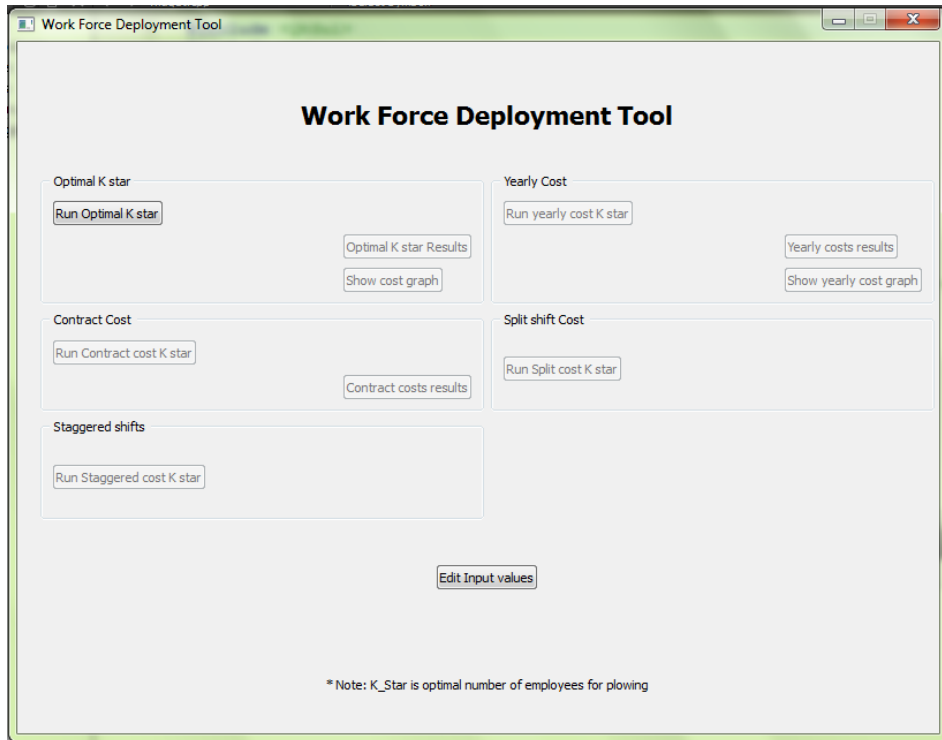 Work Force Deployment Tool
Work Force Deployment Tool
Optimal K star
Run Optimal K star
Optimal K star Results
Show cost graph
Yearly Cost
Run yearly cost K star
Yearly costs results
Show yearly cost graph
Contract Cost
Run Contract cost K star
Contract costs results
Split shift Cost
Run Split cost K star
Staggered shifts
Run Staggered cost K star
Edit Input values
* Note: K_Star is optimal number of employees for plowing